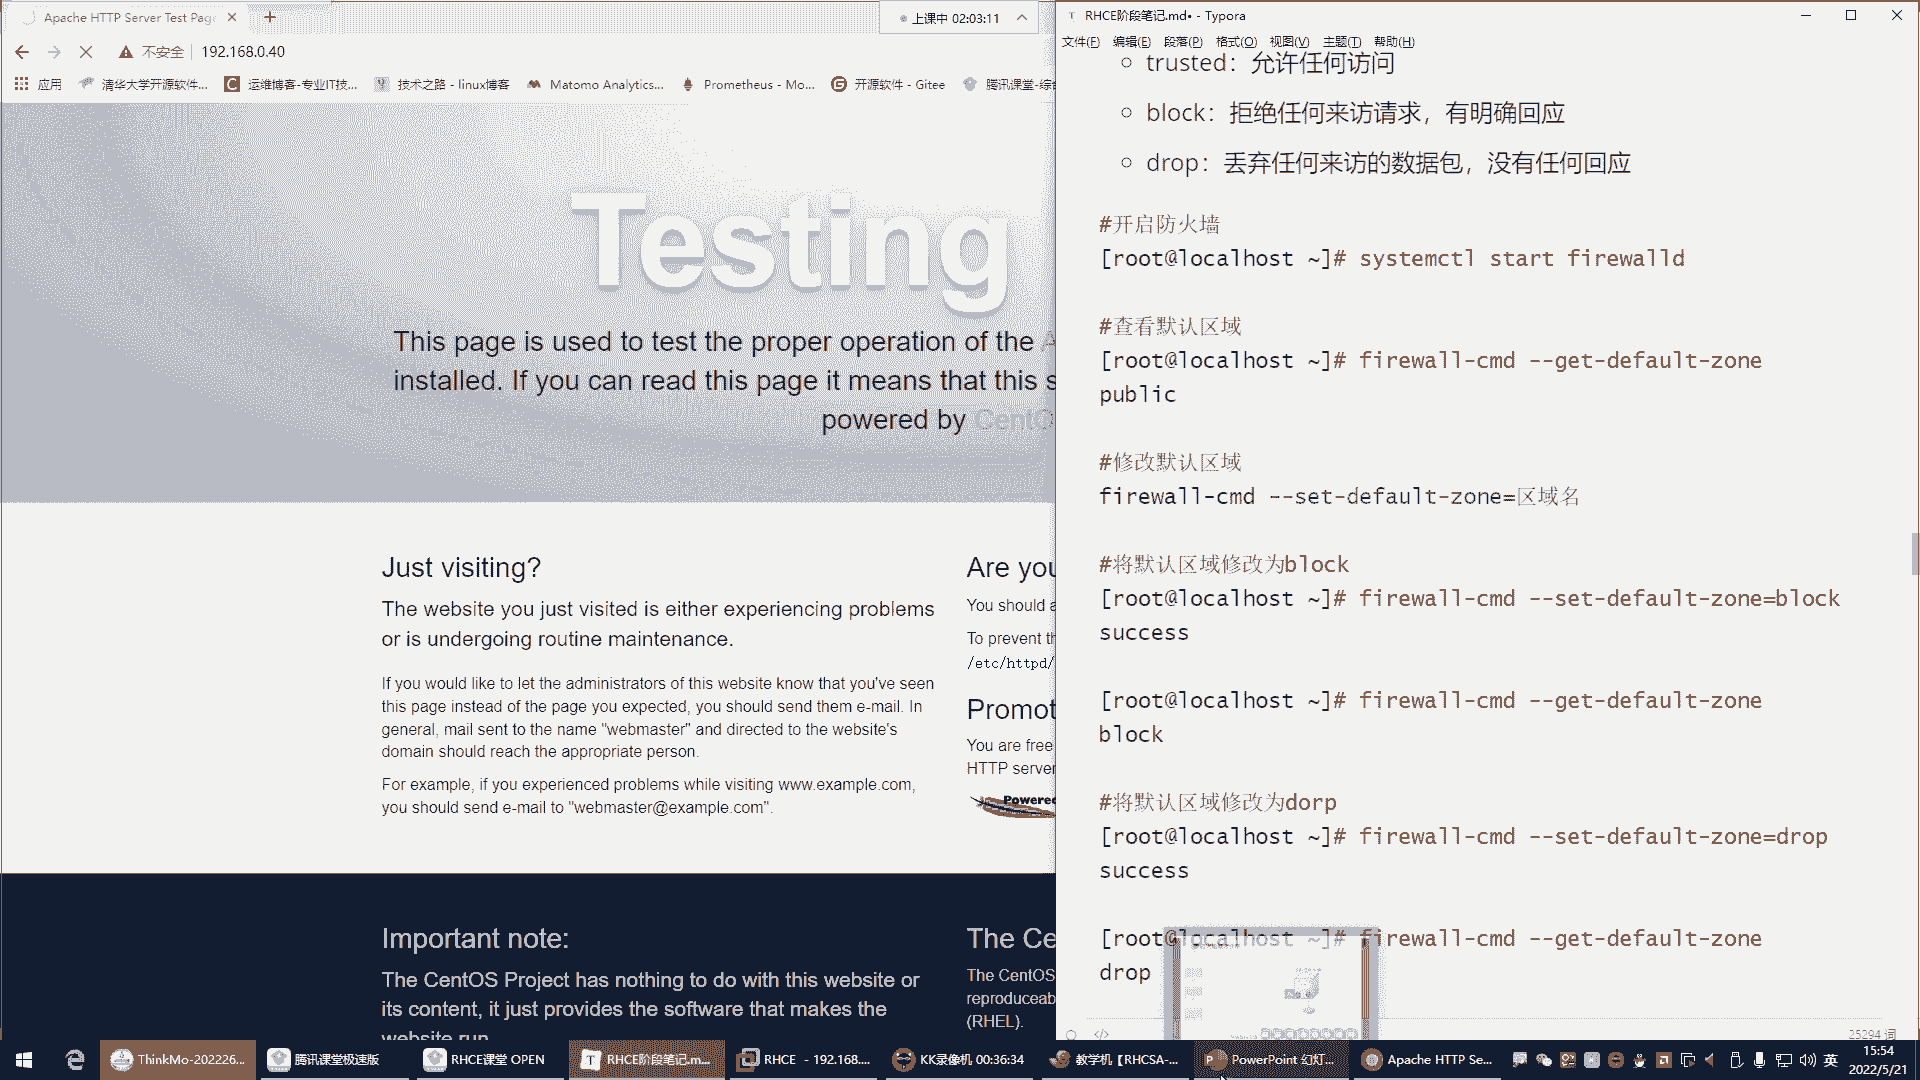 Apache HTTP Server Test Pag
上课中 02:03:11
不安全
192.168.0.40
应用
清华大学开源软件...
运维博客-专业IT技...
技术之路 - linux博客
Matomo Analytics...
Prometheus - Mo...
开源软件 - Gitee
腾讯课堂-综合
Testing
This page is used to test the proper operation of the
installed. If you can read this page it means that this s
powered by CentO
Just visiting?
The website you just visited is either experiencing problems
or is undergoing routine maintenance.
If you would like to let the administrators of this website know that you've seen
this page instead of the page you expected, you should send them e-mail. In
general, mail sent to the name "webmaster" and directed to the website's
domain should reach the appropriate person.
For example, if you experienced problems while visiting www.example.com,
you should send e-mail to "webmaster@example.com".
Are you
You should a
To prevent th
/etc/httpd/
Promot
You are free
HTTP server
Powered
Important note:
The CentOS Project has nothing to do with this website or
its content, it just provides the software that makes the
website run.
The Ce
The CentOS
reproduceab
(RHEL).
RHCE阶段笔记.md• - Typora
文件(F) 编辑(E) 段落(P) 格式(O) 视图(V) 主题(T) 帮助(H)
trusted：允许任何访问
block：拒绝任何来访请求，有明确回应
drop：丢弃任何来访的数据包，没有任何回应
#开启防火墙
[root@localhost ~]# systemctl start firewalld
#查看默认区域
[root@localhost ~]# firewall-cmd --get-default-zone
public
#修改默认区域
firewall-cmd --set-default-zone=区域名
#将默认区域修改为block
[root@localhost ~]# firewall-cmd --set-default-zone=block
success
[root@localhost ~]# firewall-cmd --get-default-zone
block
#将默认区域修改为dorp
[root@localhost ~]# firewall-cmd --set-default-zone=drop
success
[root@localhost ~]# firewall-cmd --get-default-zone
drop
</> 25294 词
ThinkMo-202226...
腾讯课堂极速版
RHCE课堂 OPEN
RHCE阶段笔记.m...
RHCE - 192.168....
KK录像机 00:36:34
教学机【RHCSA-...
PowerPoint 幻灯...
Apache HTTP Se...
英
15:54
2022/5/21